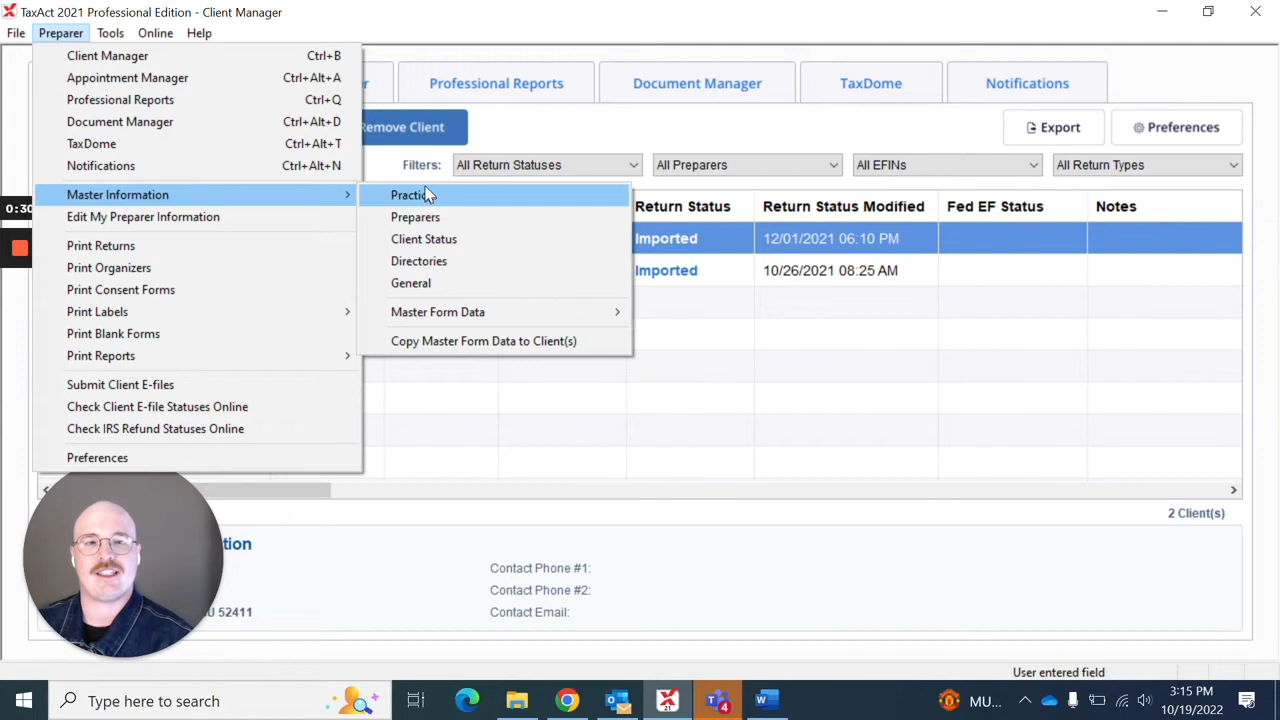 TaxAct 2021 Professional Edition - Client Manager
File Preparer Tools Online Help
Client Manager Ctrl+B
Appointment Manager Ctrl+Alt+A
Professional Reports Ctrl+Q
Document Manager Ctrl+Alt+D
TaxDome Ctrl+Alt+T
Notifications Ctrl+Alt+N
Master Information
Edit My Preparer Information
Print Returns
Print Organizers
Print Consent Forms
Print Labels
Print Blank Forms
Print Reports
Submit Client E-files
Check Client E-file Statuses Online
Check IRS Refund Statuses Online
Preferences
Practice
Preparers
Client Status
Directories
General
Master Form Data
Copy Master Form Data to Client(s)
r Professional Reports Document Manager TaxDome Notifications
emove Client Export Preferences
Filters: All Return Statuses All Preparers All EFINs All Return Types
Return Status Return Status Modified Fed EF Status Notes
Imported 12/01/2021 06:10 PM
Imported 10/26/2021 08:25 AM
0:30
2 Client(s)
tion
Contact Phone #1:
Contact Phone #2:
U 52411 Contact Email:
User entered field
Type here to search
21
4
MU...
3:15 PM
10/19/2022